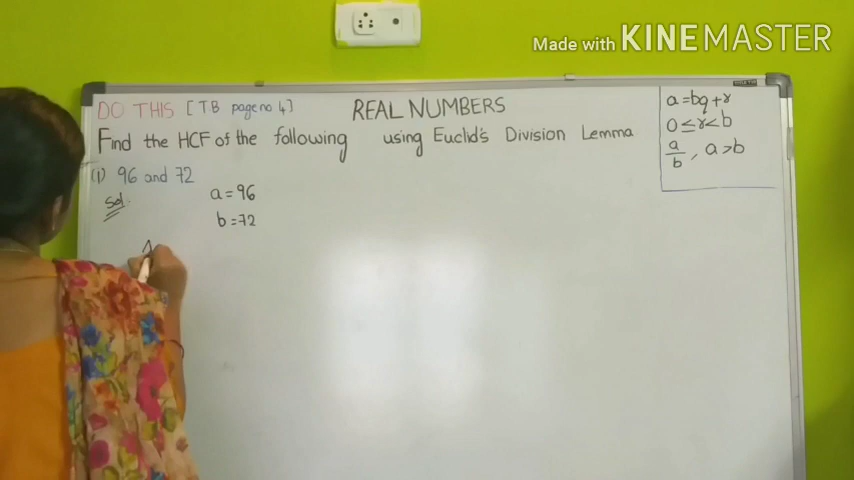 Made with KINEMASTER
DO THIS [TB page no 4]
REAL NUMBERS
Find the HCF of the following using Euclid's Division Lemma
(1) 96 and 72
Sol:
a = 96
b = 72
a = bq + r
0 ≤ r < b
a/b, a > b